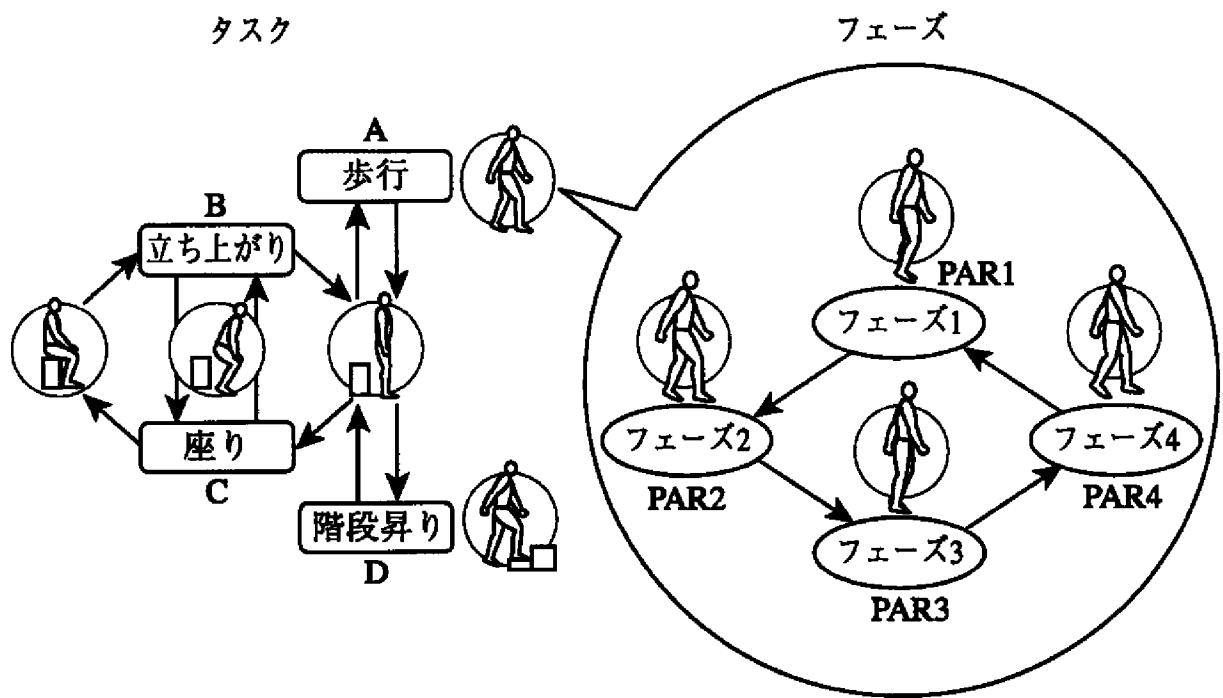 タスク
フェーズ
A
歩行
B
立ち上がり
座り
C
階段昇り
D
PAR1
フェーズ1
フェーズ2
PAR2
フェーズ3
PAR3
フェーズ4
PAR4